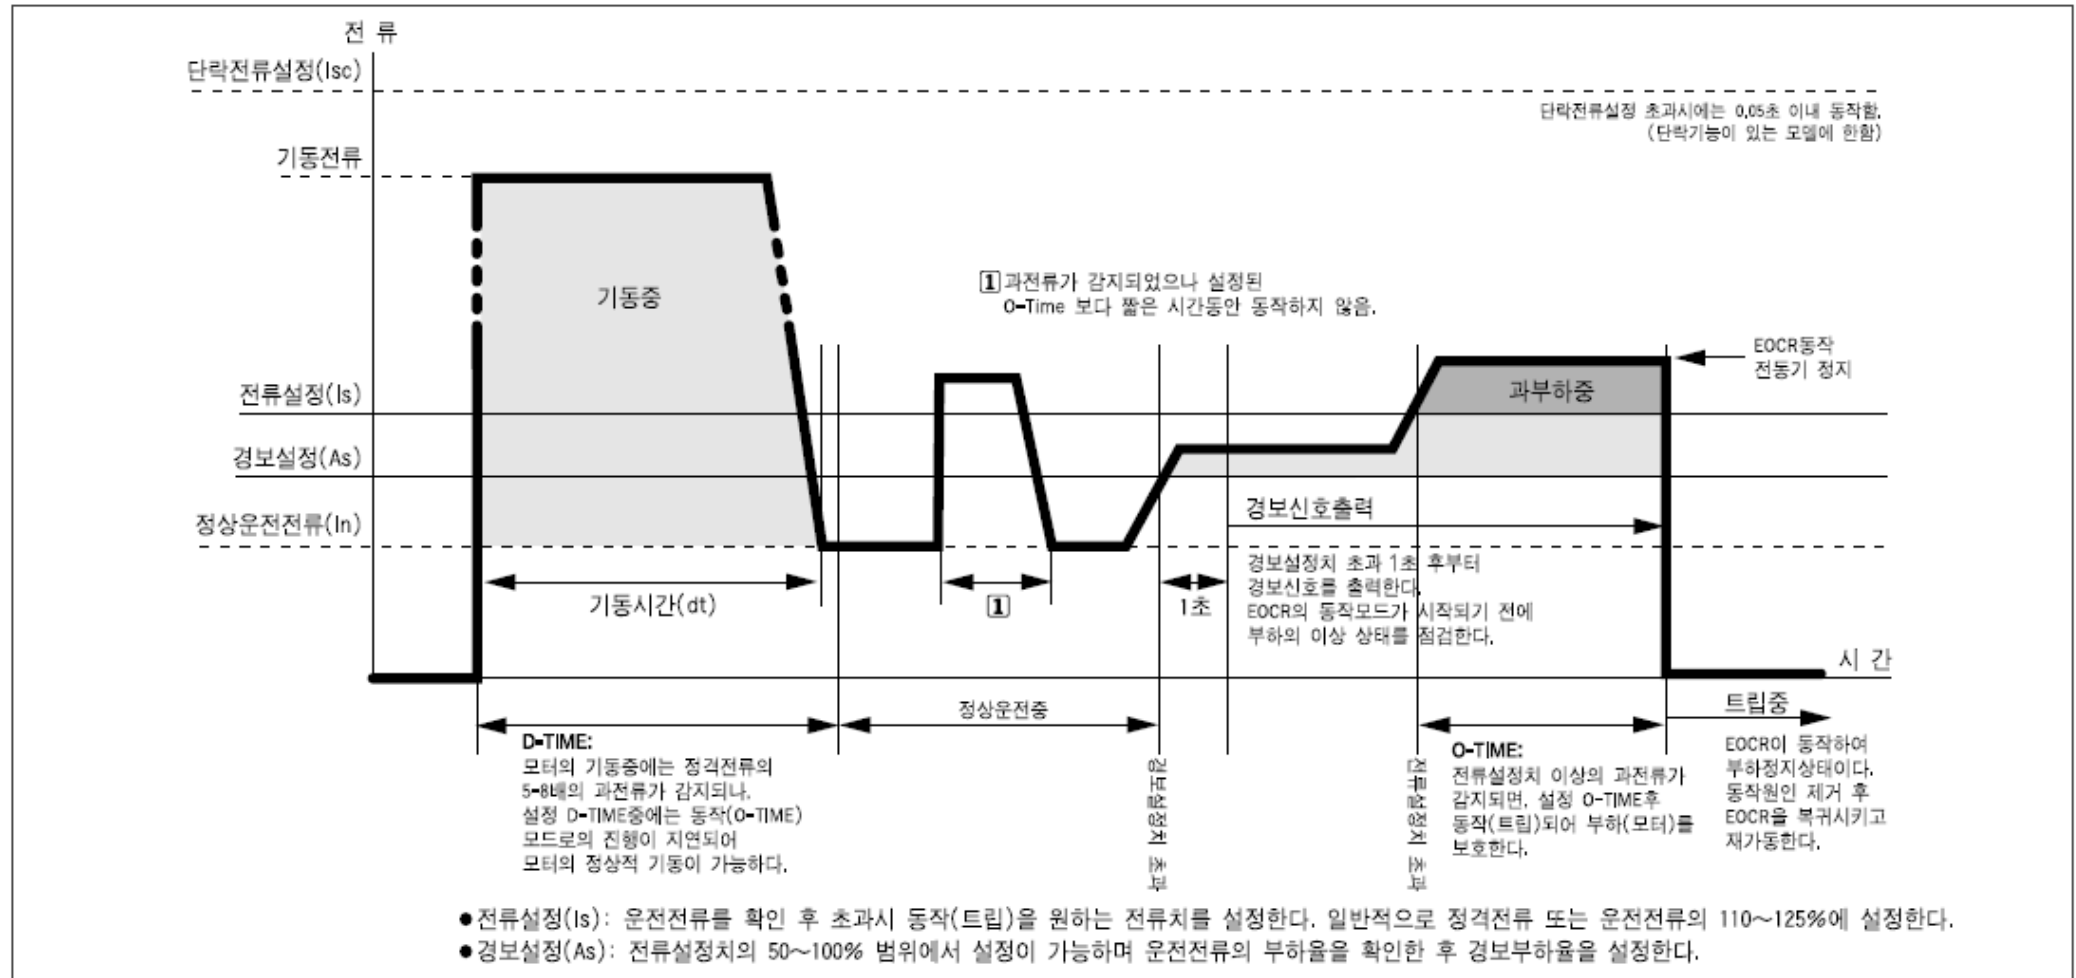 전 류
단락전류설정(Isc)
단락전류설정 초과시에는 0.05초 이내 동작함.
(단락기능이 있는 모델에 한함)
기동전류
기동중
1 과전류가 감지되었으나 설정된
O-Time 보다 짧은 시간동안 동작하지 않음.
EOCR동작
전동기 정지
전류설정(Is)
과부하중
경보설정(As)
정상운전전류(In)
경보신호출력
경보설정치 초과 1초 후부터
경보신호를 출력한다.
EOCR의 동작모드가 시작되기 전에
부하의 이상 상태를 점검한다.
기동시간(dt)
1
1초
시 간
정상운전중
트립중
D-TIME:
모터의 기동중에는 정격전류의
5-8배의 과전류가 감지되나.
설정 D-TIME중에는 동작(O-TIME)
모드로의 진행이 지연되어
모터의 정상적 기동이 가능하다.
경보설정치 초과
전류설정치 초과
O-TIME:
전류설정치 이상의 과전류가
감지되면, 설정 O-TIME후
동작(트립)되어 부하(모터)를
보호한다.
EOCR이 동작하여
부하정지상태이다.
동작원인 제거 후
EOCR을 복귀시키고
재가동한다.
●전류설정(Is): 운전전류를 확인 후 초과시 동작(트립)을 원하는 전류치를 설정한다. 일반적으로 정격전류 또는 운전전류의 110~125%에 설정한다.
●경보설정(As): 전류설정치의 50~100% 범위에서 설정이 가능하며 운전전류의 부하율을 확인한 후 경보부하율을 설정한다.